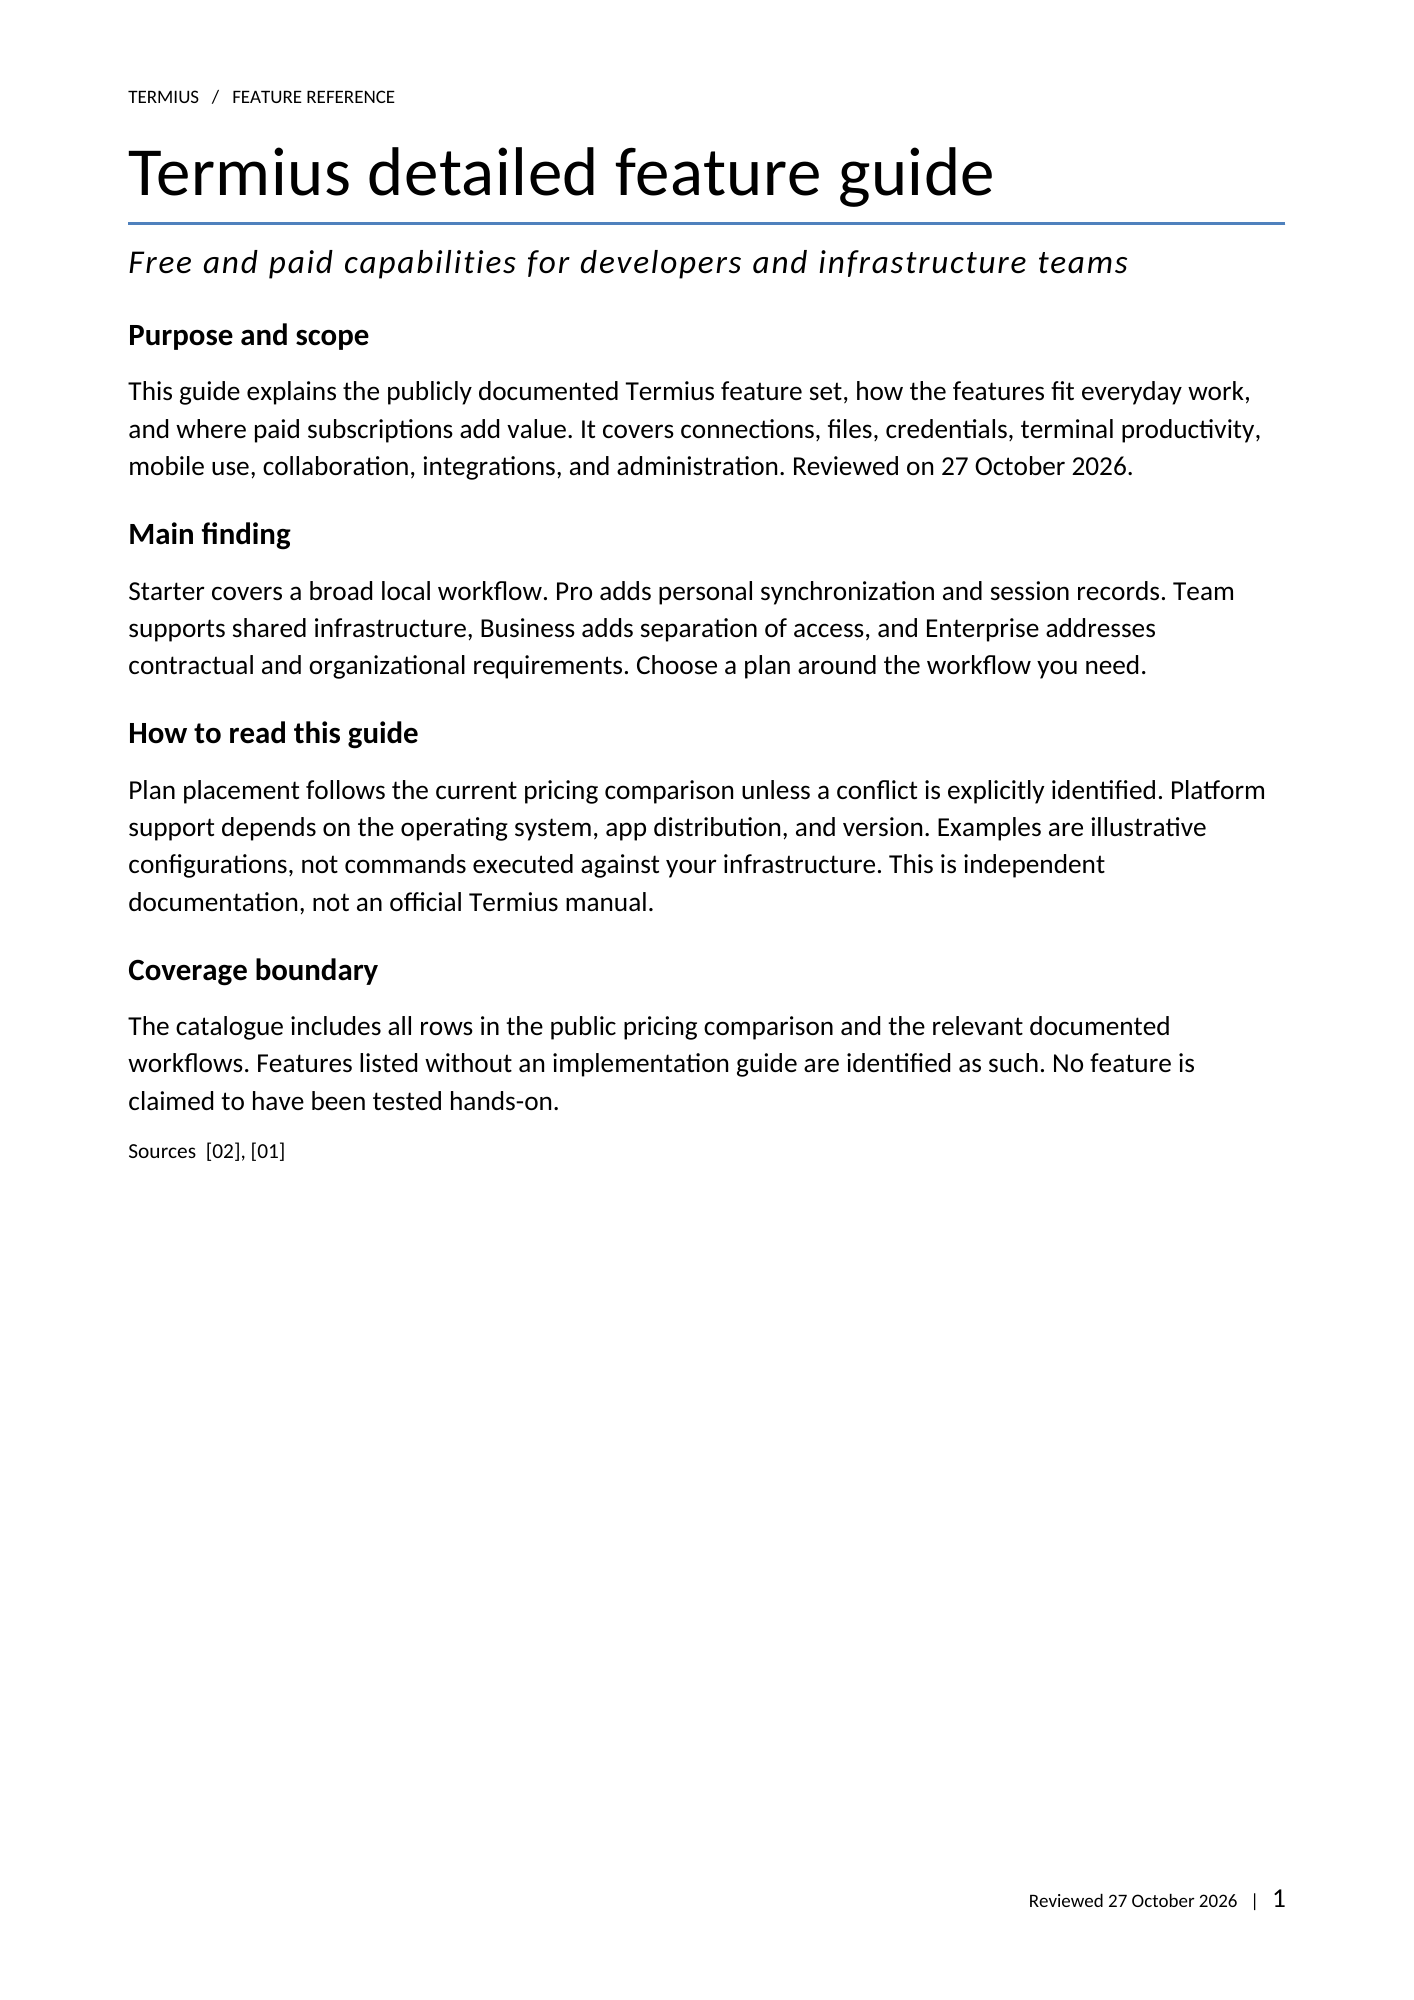 TERMIUS / FEATURE REFERENCE
Termius detailed feature guide
Free and paid capabilities for developers and infrastructure teams
Purpose and scope
This guide explains the publicly documented Termius feature set, how the features fit everyday work,
and where paid subscriptions add value. It covers connections, files, credentials, terminal productivity,
mobile use, collaboration, integrations, and administration. Reviewed on 27 October 2026.
Main finding
Starter covers a broad local workflow. Pro adds personal synchronization and session records. Team
supports shared infrastructure, Business adds separation of access, and Enterprise addresses
contractual and organizational requirements. Choose a plan around the workflow you need.
How to read this guide
Plan placement follows the current pricing comparison unless a conflict is explicitly identified. Platform
support depends on the operating system, app distribution, and version. Examples are illustrative
configurations, not commands executed against your infrastructure. This is independent
documentation, not an official Termius manual.
Coverage boundary
The catalogue includes all rows in the public pricing comparison and the relevant documented
workflows. Features listed without an implementation guide are identified as such. No feature is
claimed to have been tested hands-on.
Sources [02], [01]
Reviewed 27 October 2026 | 1